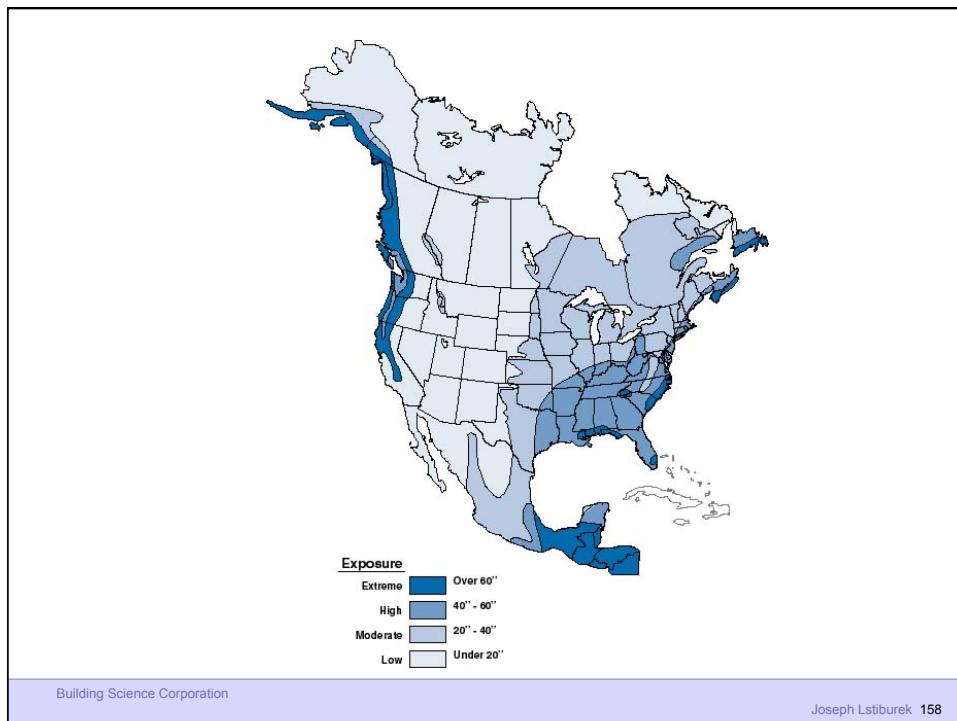 Exposure
Extreme Over 60"
High 40" - 60"
Moderate 20" - 40"
Low Under 20"
Building Science Corporation
Joseph Lstiburek 158